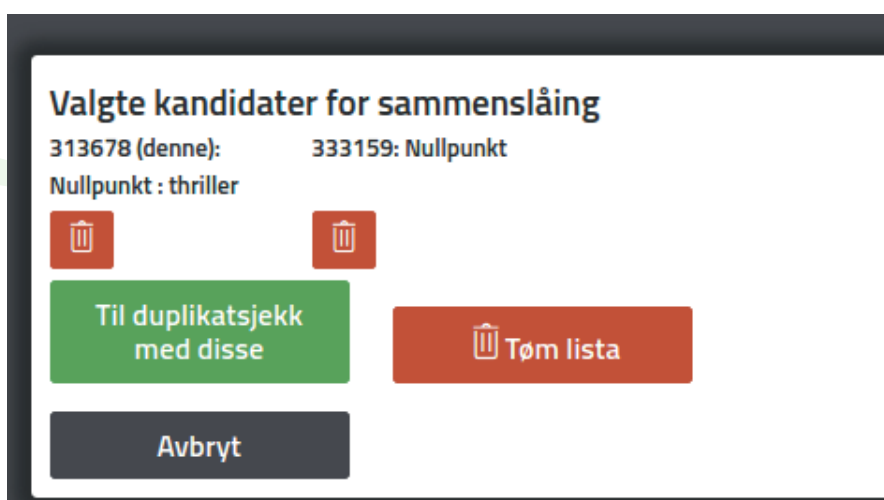 Valgte kandidater for sammenslåing
313678 (denne): 333159: Nullpunkt
Nullpunkt : thriller
Til duplikatsjekk
med disse
Tøm lista
Avbryt